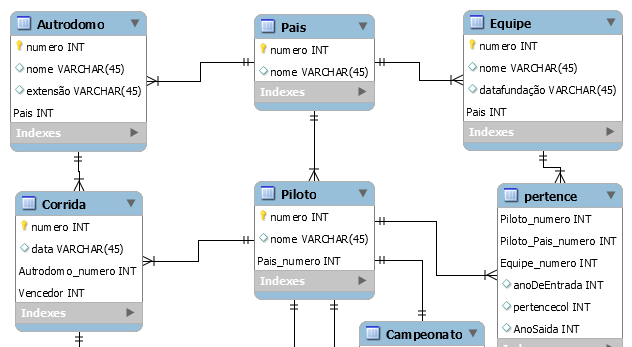 Autrodomo
numero INT
nome VARCHAR(45)
extensão VARCHAR(45)
Pais INT
Indexes
Pais
numero INT
nome VARCHAR(45)
Indexes
Equipe
numero INT
nome VARCHAR(45)
datafundação VARCHAR(45)
Pais INT
Indexes
Corrida
numero INT
data VARCHAR(45)
Autrodomo_numero INT
Vencedor INT
Indexes
Piloto
numero INT
nome VARCHAR(45)
Pais_numero INT
Indexes
pertence
Piloto_numero INT
Piloto_Pais_numero INT
Equipe_numero INT
anoDeEntrada INT
pertencecol INT
AnoSaida INT
Indexes
Campeonato